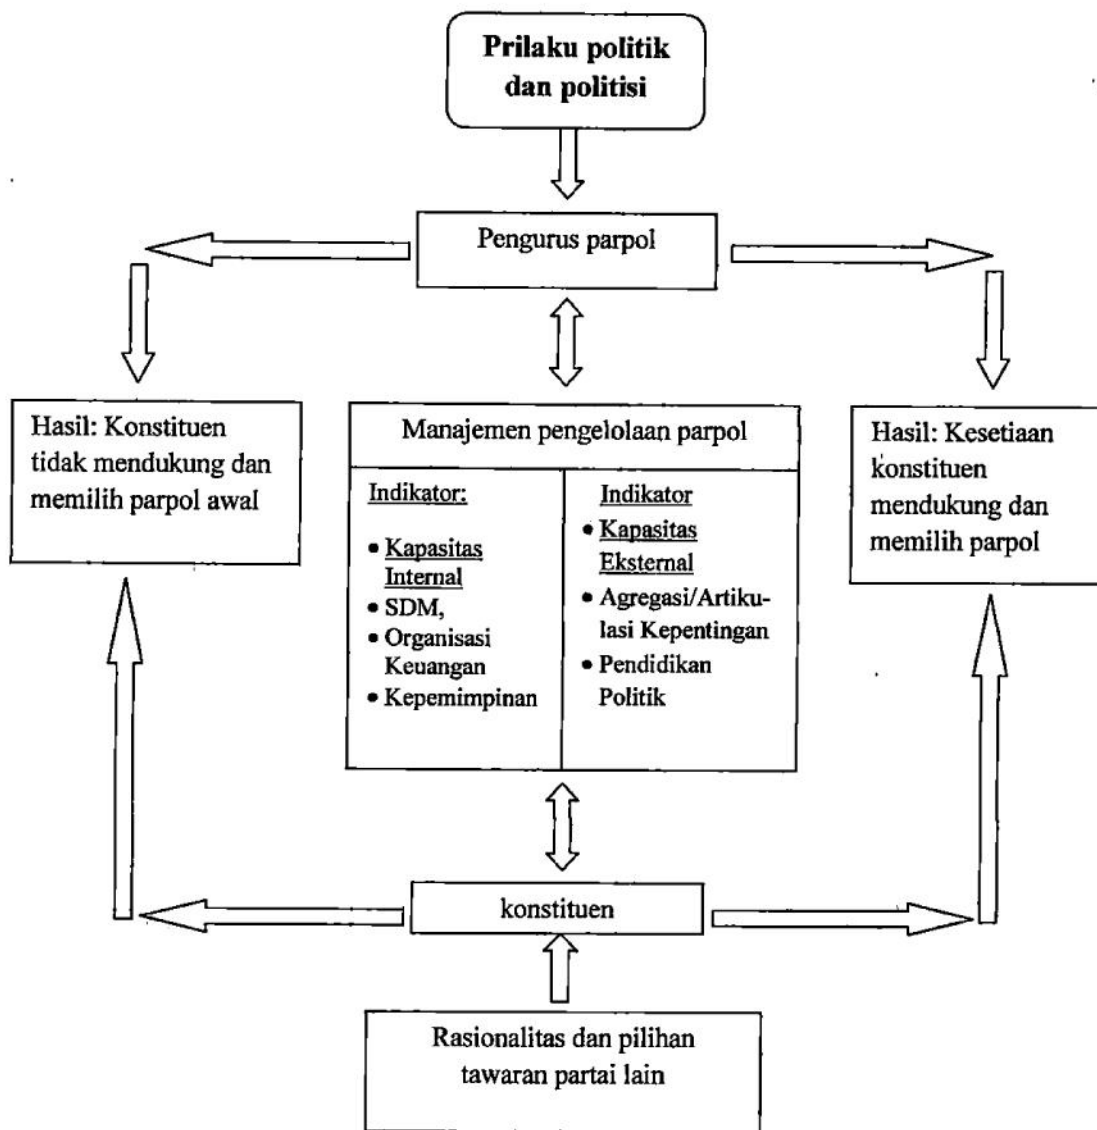 Prilaku politik
dan politisi
Pengurus parpol
Hasil: Konstituen
tidak mendukung dan
memilih parpol awal
Manajemen pengelolaan parpol
Indikator:
• Kapasitas
Internal
• SDM,
• Organisasi
Keuangan
• Kepemimpinan
Indikator
• Kapasitas
Eksternal
• Agregasi/Artiku-
lasi Kepentingan
• Pendidikan
Politik
Hasil: Kesetiaan
konstituen
mendukung dan
memilih parpol
konstituen
Rasionalitas dan pilihan
tawaran partai lain